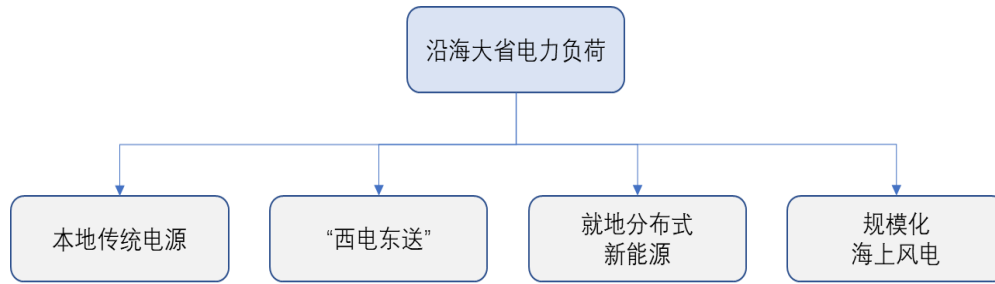 沿海大省电力负荷
本地传统电源
“西电东送”
就地分布式
新能源
规模化
海上风电